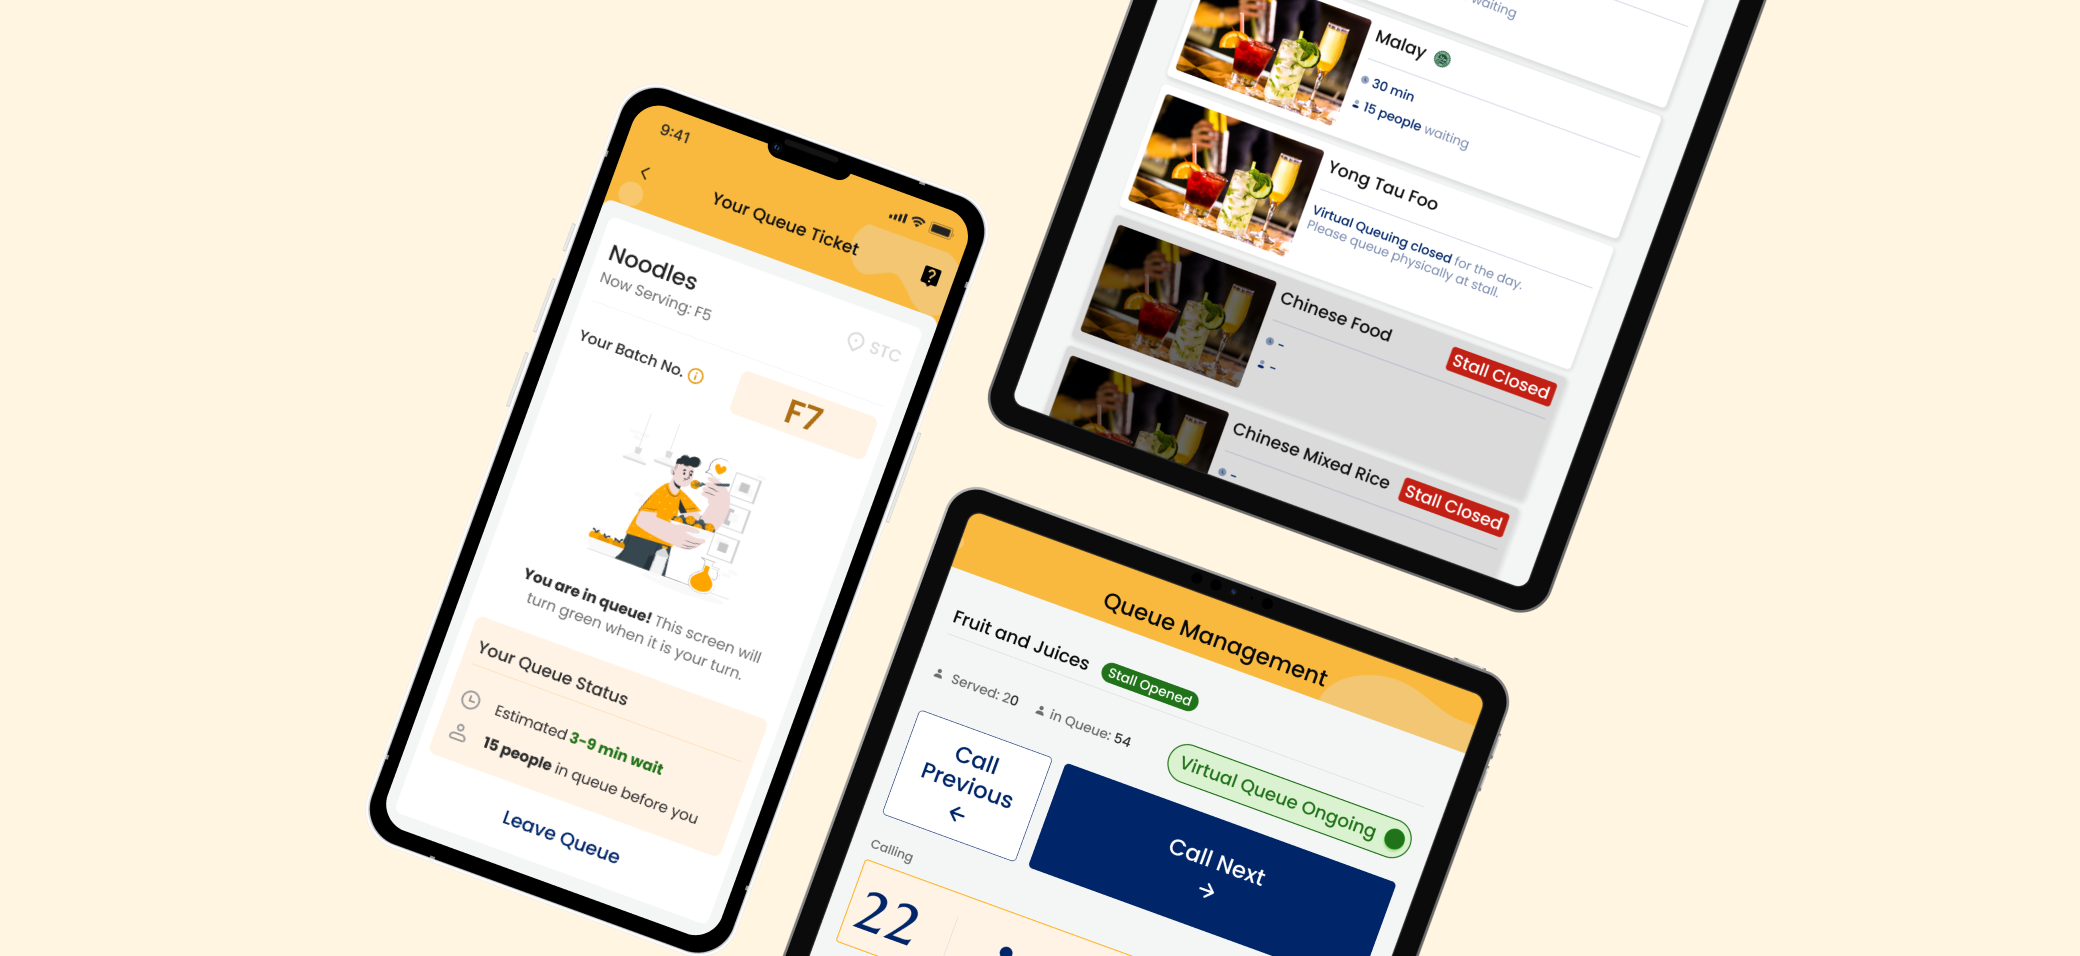 9:41
Your Queue Ticket
?
Noodles
Now Serving: F5
STC
Your Batch No.
F7
You are in queue! This screen will
turn green when it is your turn.
Your Queue Status
Estimated 3-9 min wait
15 people in queue before you
Leave Queue
waiting
Malay
30 min
15 people waiting
Yong Tau Foo
Virtual Queuing closed for the day.
Please queue physically at stall.
Chinese Food
Stall Closed
-
-
Chinese Mixed Rice
Stall Closed
-
Queue Management
Fruit and Juices
Stall Opened
Served: 20
in Queue: 54
Virtual Queue Ongoing
Call
Previous
Call Next
Calling
22